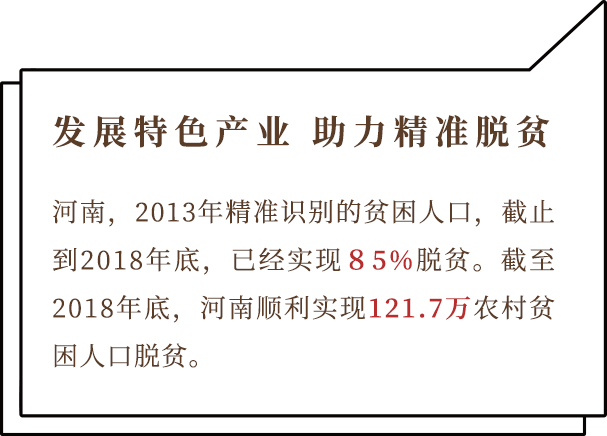 发展特色产业 助力精准脱贫
河南，2013年精准识别的贫困人口，截止
到2018年底，已经实现85%脱贫。截至
2018年底，河南顺利实现121.7万农村贫
困人口脱贫。